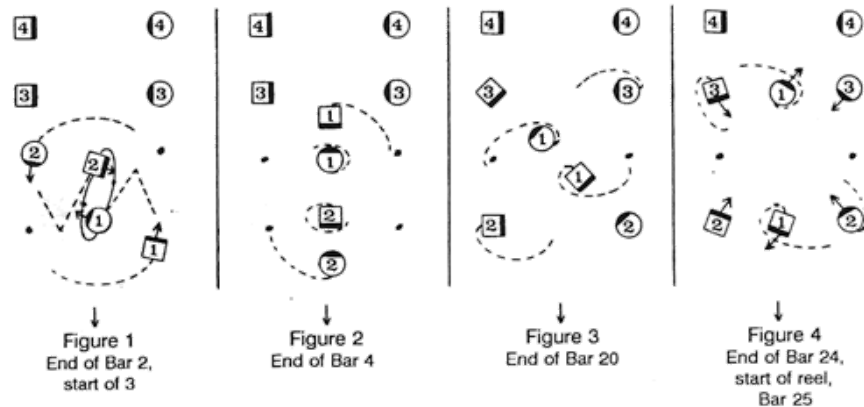 4 4 4 4 4 4 4 4
3 3 3 3 3 3 3 1 3
2 2 1 1 1
1 2 1 2 2 2 1 2
1 2
Figure 1 Figure 2 Figure 3 Figure 4
End of Bar 2, End of Bar 4 End of Bar 20 End of Bar 24,
start of 3 start of reel,
Bar 25